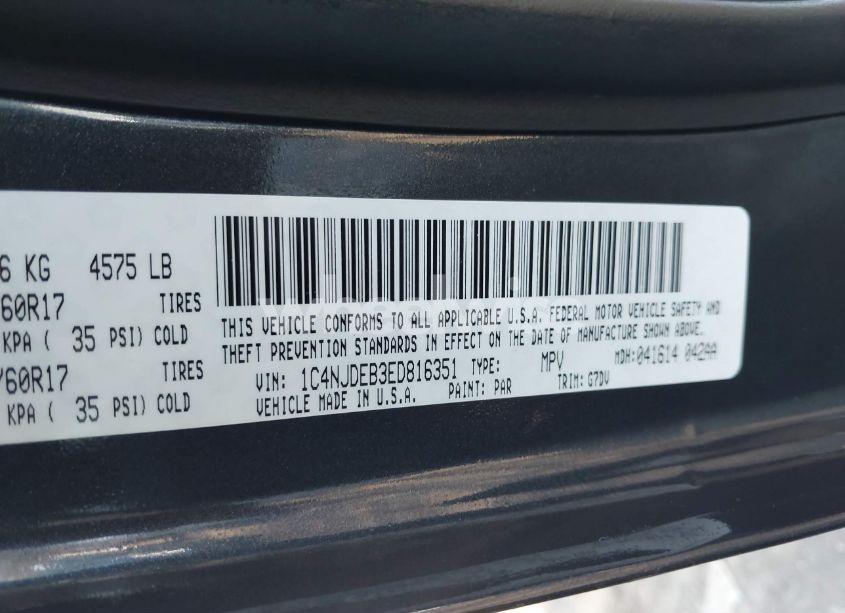 6 KG 4575 LB
60R17 TIRES
KPA ( 35 PSI) COLD
/60R17 TIRES
KPA ( 35 PSI) COLD
THIS VEHICLE CONFORMS TO ALL APPLICABLE U.S.A. FEDERAL MOTOR VEHICLE SAFETY AND
THEFT PREVENTION STANDARDS IN EFFECT ON THE DATE OF MANUFACTURE SHOWN ABOVE.
VIN: 1C4NJDEB3ED816351 TYPE: MPV MDH:041614 042AA
VEHICLE MADE IN U.S.A. PAINT: PAR TRIM: G7DV